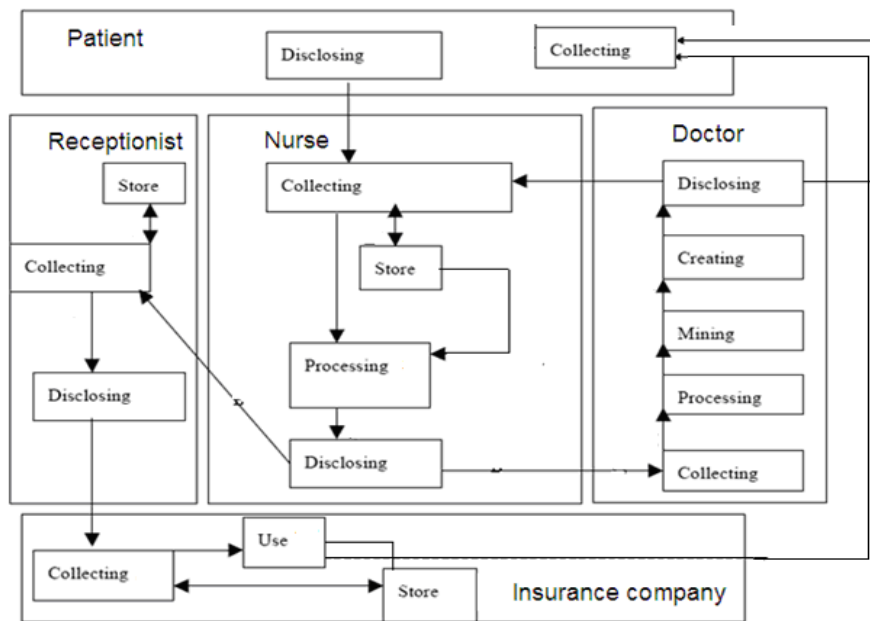 Patient
Disclosing
Collecting
Receptionist
Store
Collecting
Disclosing
Nurse
Collecting
Store
Processing
Disclosing
Doctor
Disclosing
Creating
Mining
Processing
Collecting
Use
Collecting
Store
Insurance company